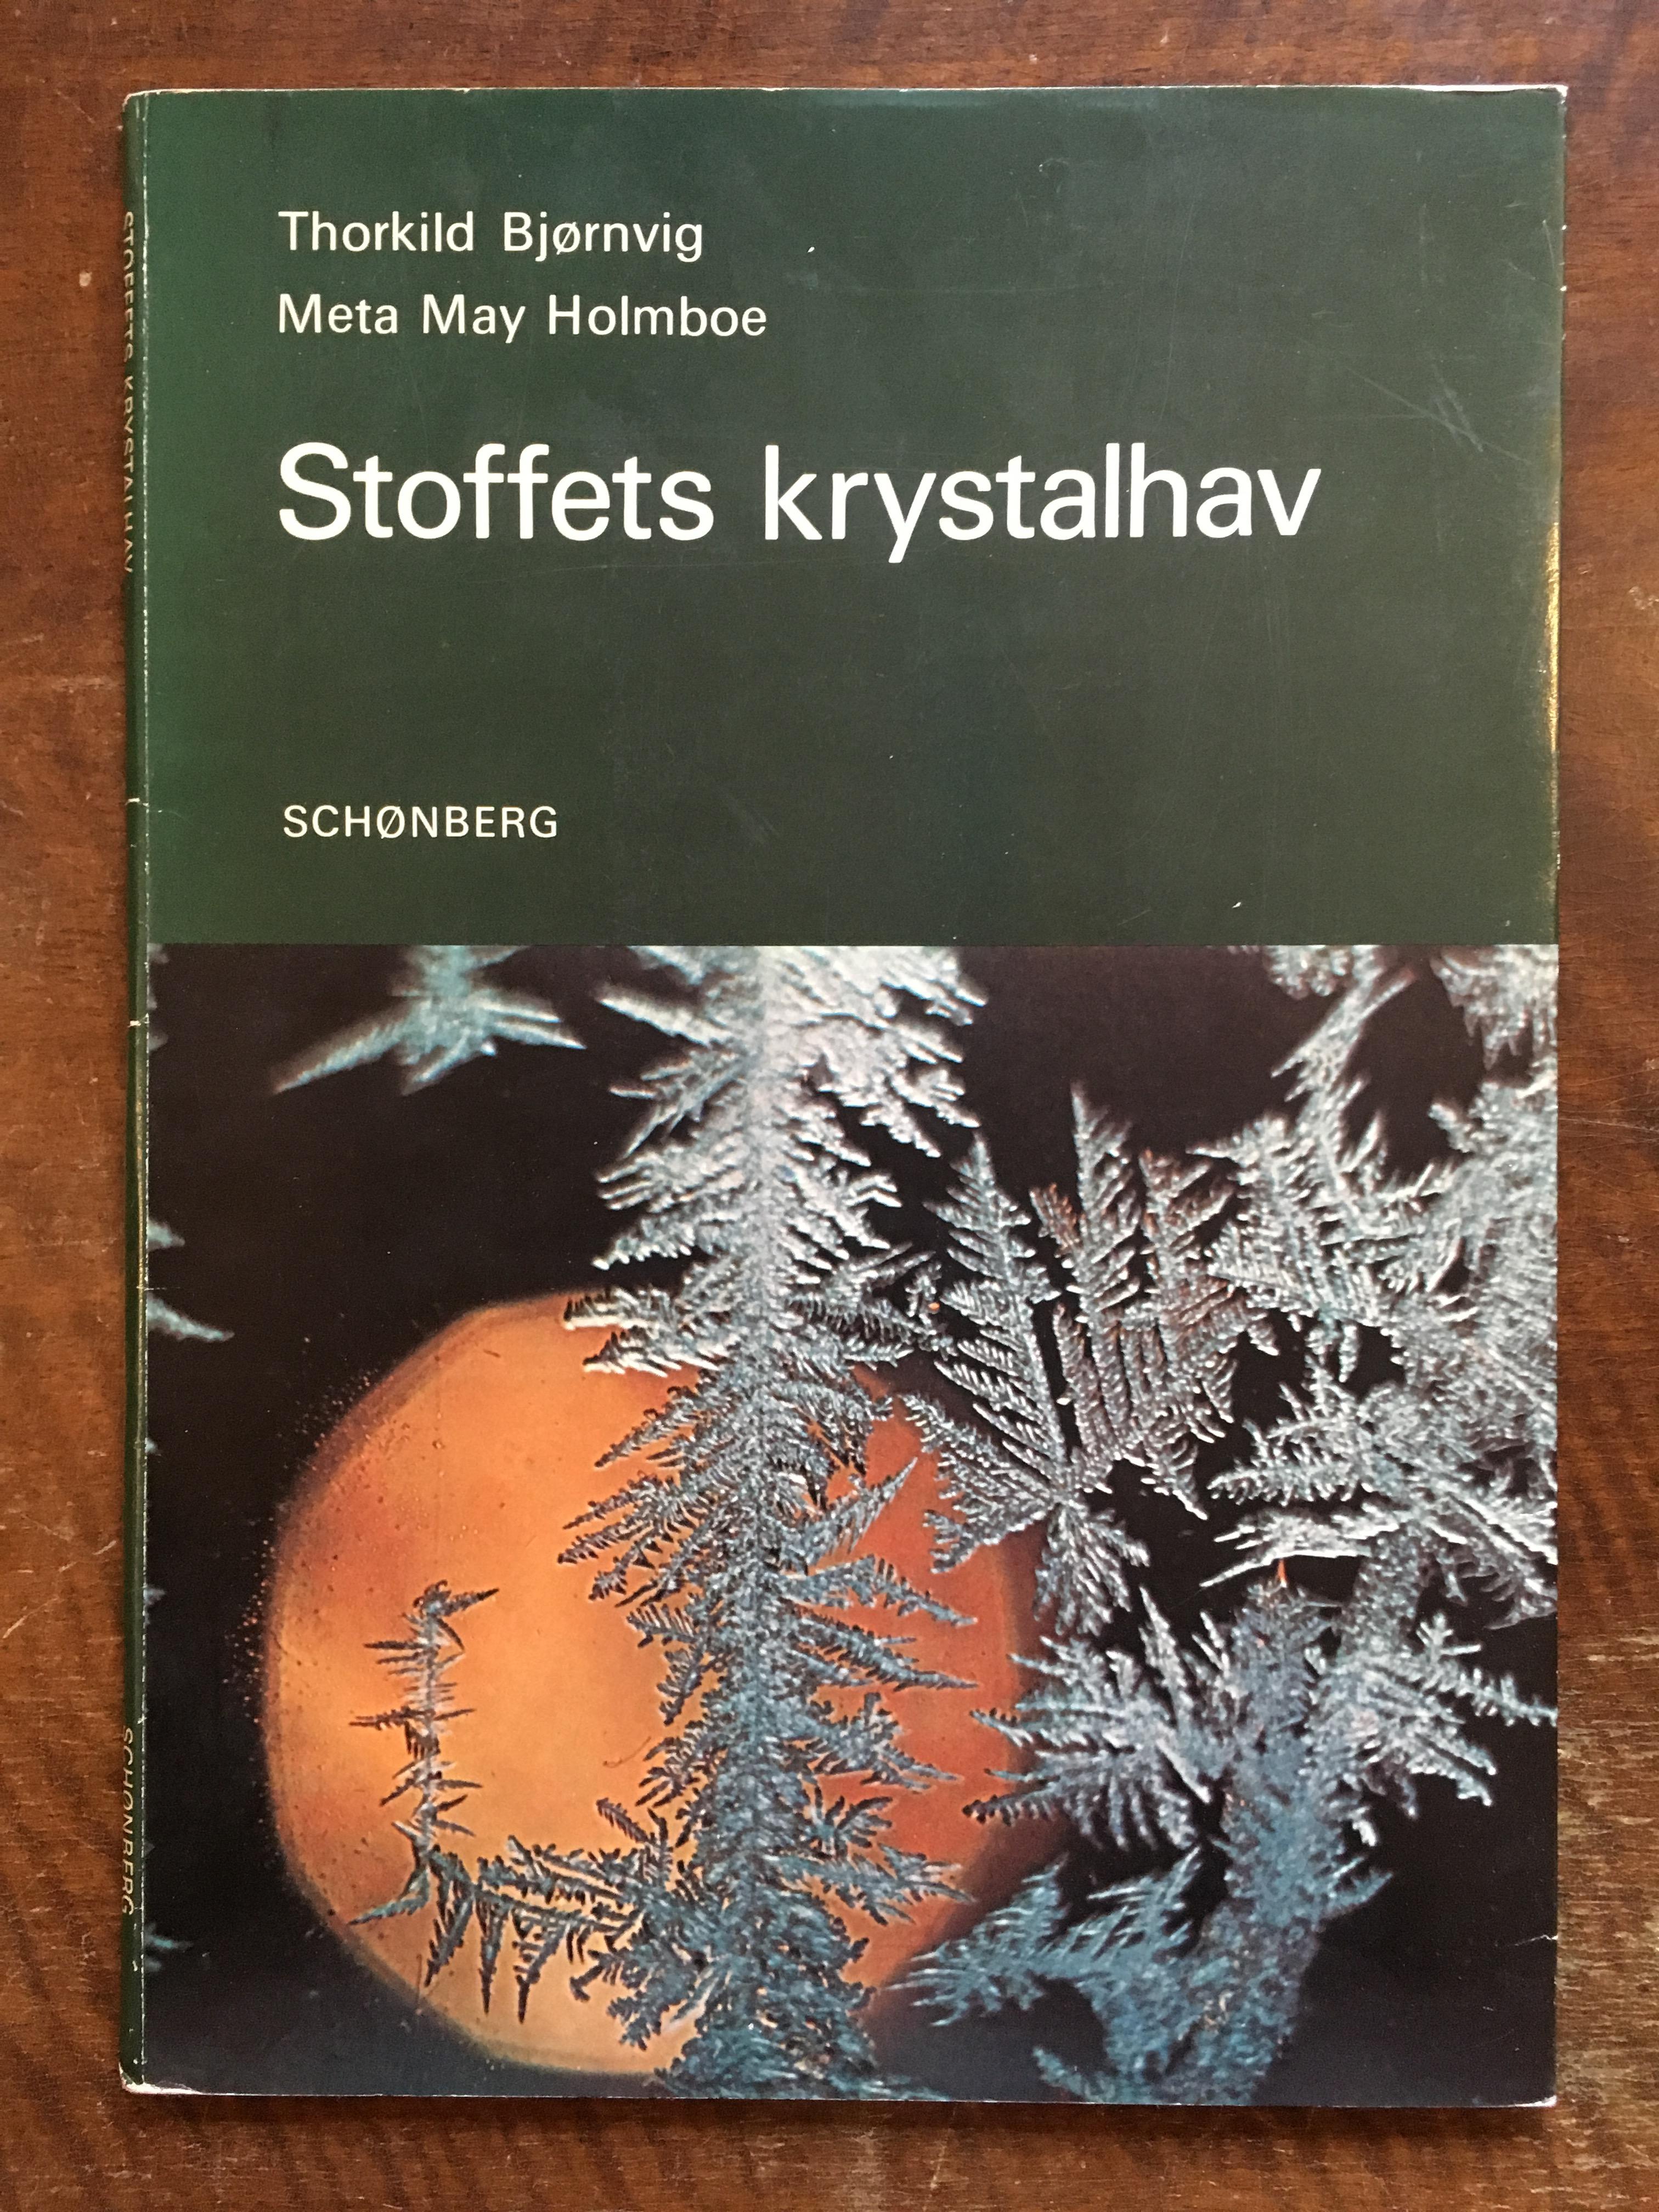 Thorkild Bjørnvig
Meta May Holmboe
Stoffets krystalhav
SCHØNBERG
STOFFETS KRYSTALHAV
SCHØNBERG